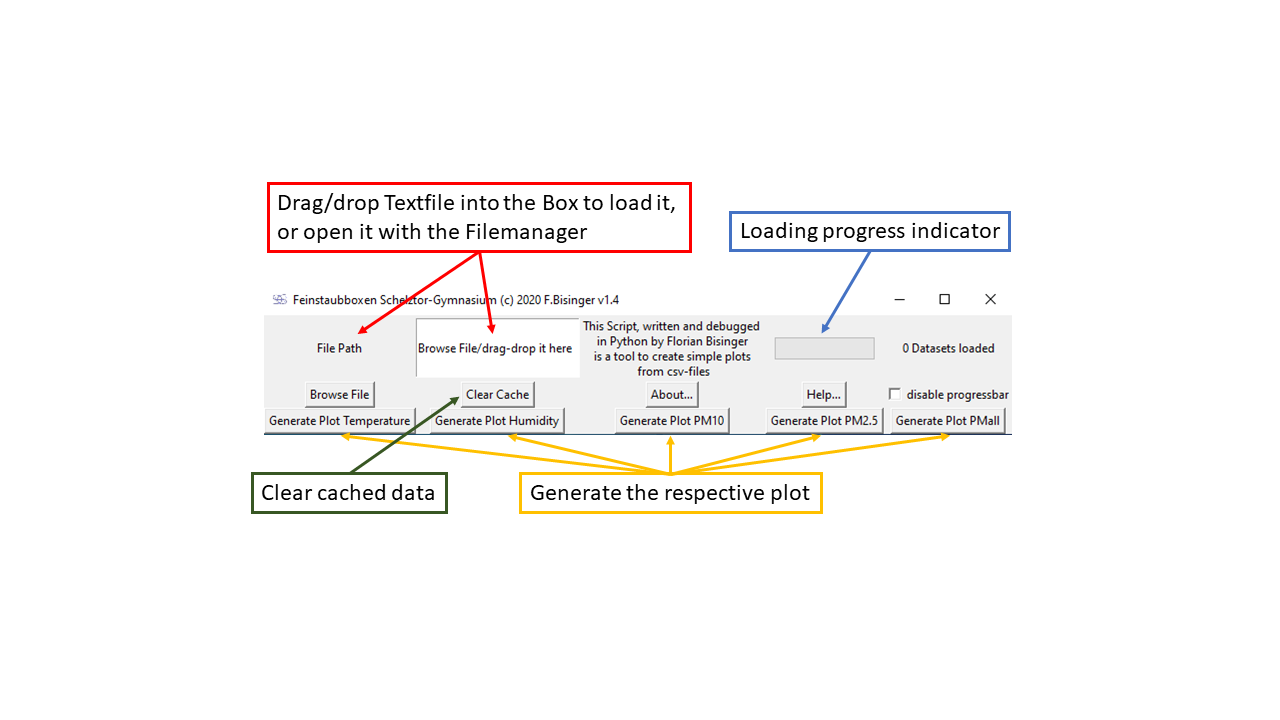 Drag/drop Textfile into the Box to load it,
or open it with the Filemanager
Loading progress indicator
Feinstaubboxen Schelztor-Gymnasium (c) 2020 F.Bisinger v1.4
File Path
Browse File/drag-drop it here
This Script, written and debugged
in Python by Florian Bisinger
is a tool to create simple plots
from csv-files
0 Datasets loaded
Browse File
Clear Cache
About...
Help...
disable progressbar
Generate Plot Temperature
Generate Plot Humidity
Generate Plot PM10
Generate Plot PM2.5
Generate Plot PMall
Clear cached data
Generate the respective plot